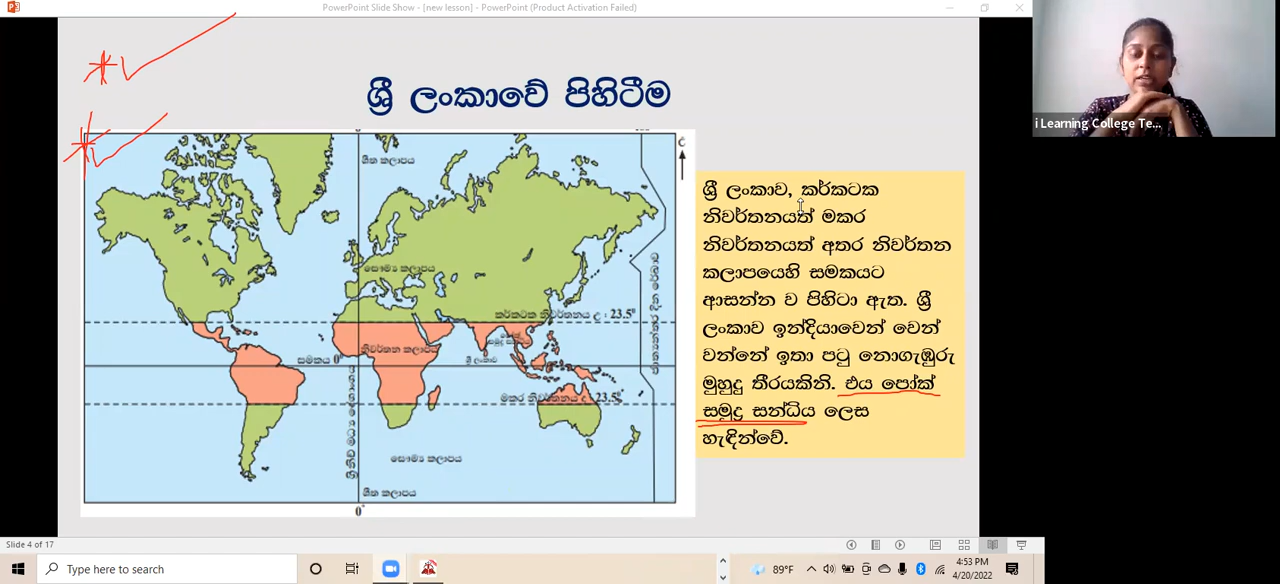 PowerPoint Slide Show - [new lesson] - PowerPoint (Product Activation Failed)
i Learning College Te...
ශ්‍රී ලංකාවේ පිහිටීම
උ
ශීත කලාපය
සෞම්‍ය කලාපය
කර්කටක නිවර්තනය උ : 23.5°
නිවර්තන කලාපය
ශ්‍රී ලංකාව
සමකය 0°
මකර නිවර්තනය ද : 23.5°
සෞම්‍ය කලාපය
ශීත කලාපය
0°
ශ්‍රී ලංකාව, කර්කටක
නිවර්තනයත් මකර
නිවර්තනයත් අතර නිවර්තන
කලාපයෙහි සමකයට
ආසන්න ව පිහිටා ඇත. ශ්‍රී
ලංකාව ඉන්දියාවෙන් වෙන්
වන්නේ ඉතා පටු නොගැඹුරු
මුහුදු තීරයකිනි. එය පෝක්
සමුද්‍ර සන්ධිය ලෙස
හැඳින්වේ.
Slide 4 of 17
Type here to search
89°F
4:53 PM
4/20/2022